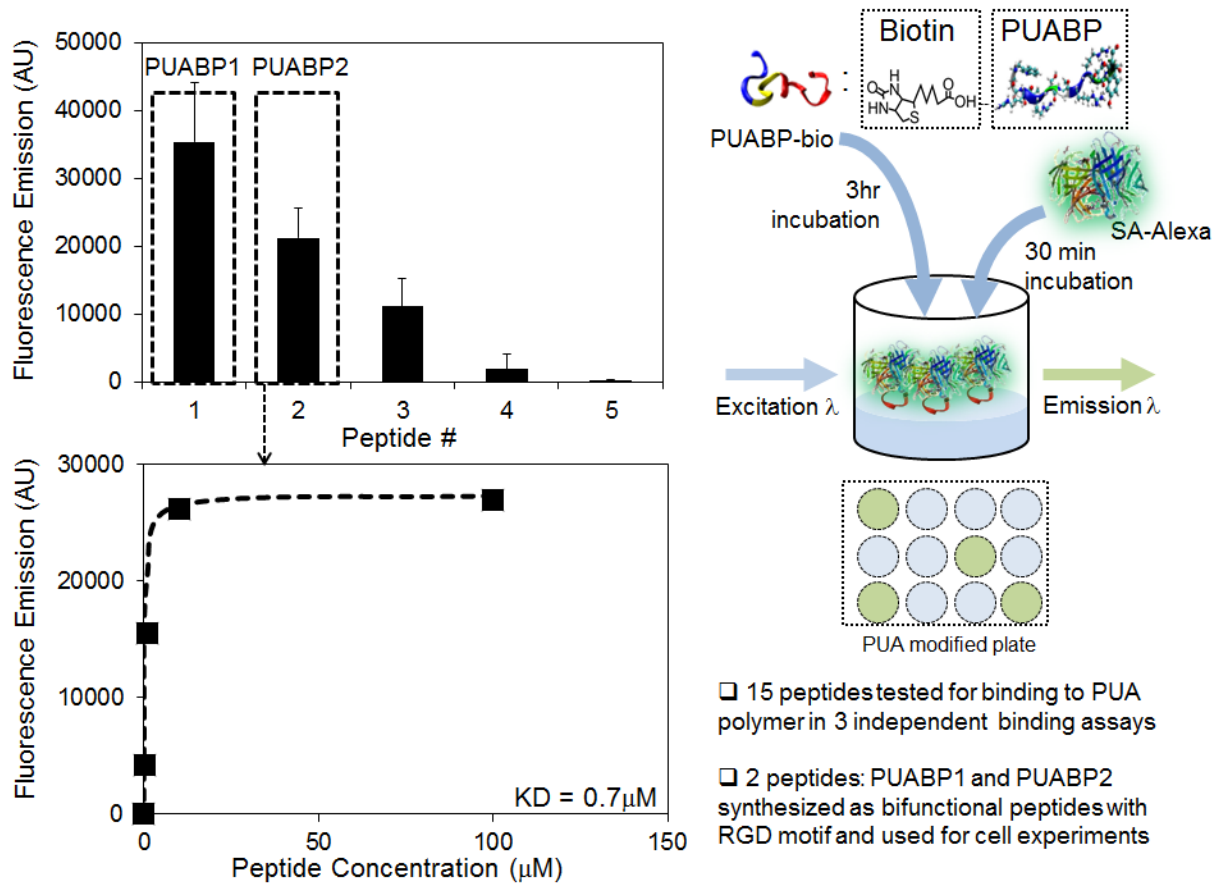 50000
40000
30000
20000
10000
0
Fluorescence Emission (AU)
PUABP1
PUABP2
1 2 3 4 5
Peptide #
30000
20000
10000
0
Fluorescence Emission (AU)
KD = 0.7μM
0 50 100 150
Peptide Concentration (μM)
Biotin
PUABP
:
O
H
N
HN
S
OH
PUABP-bio
3hr
incubation
SA-Alexa
30 min
incubation
Excitation λ
Emission λ
PUA modified plate
❑ 15 peptides tested for binding to PUA
polymer in 3 independent binding assays
❑ 2 peptides: PUABP1 and PUABP2
synthesized as bifunctional peptides with
RGD motif and used for cell experiments